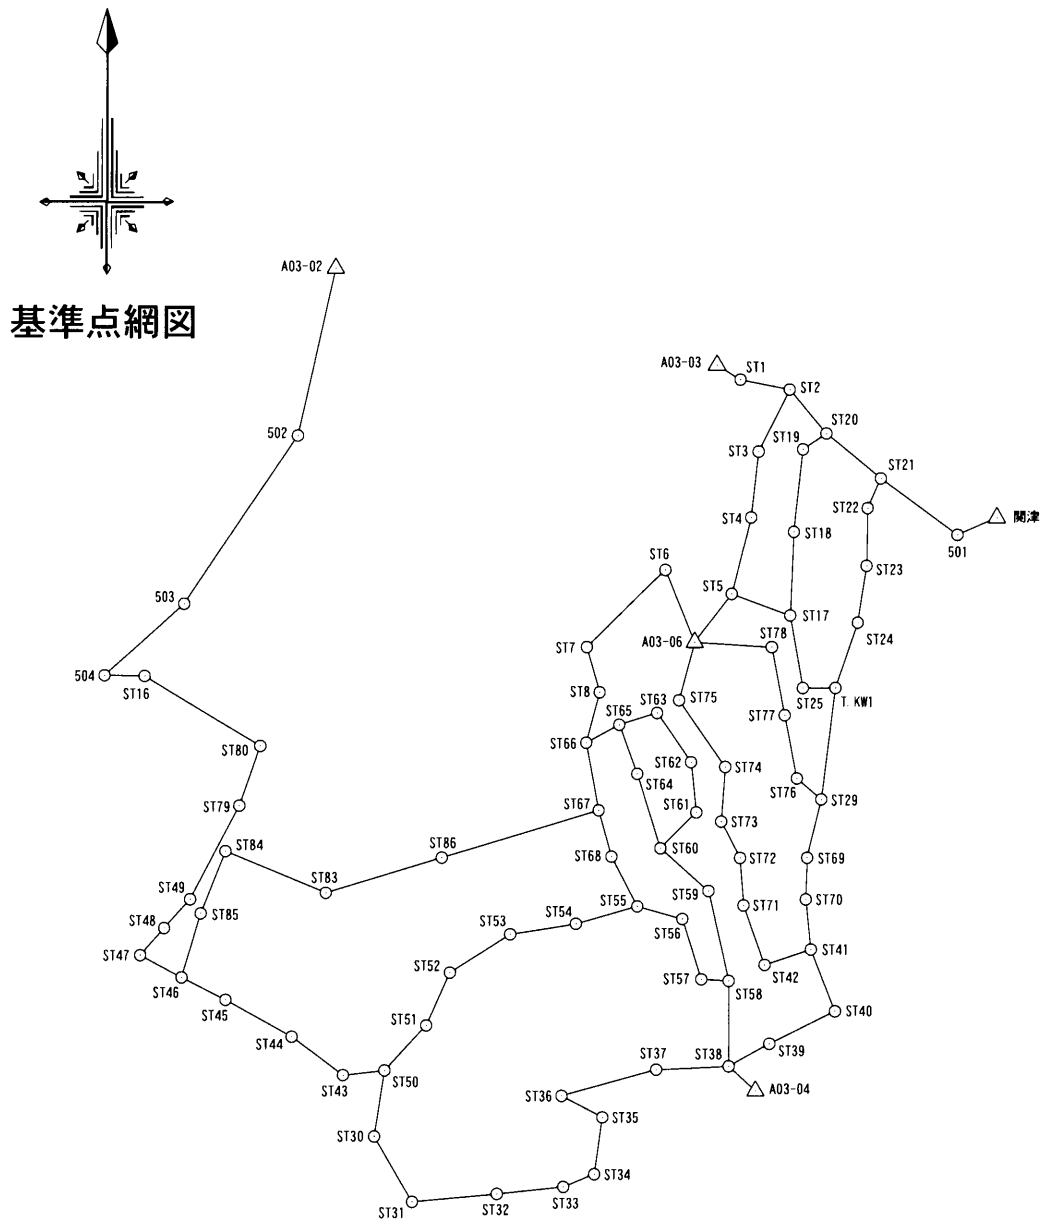 A03-02
基準点網図
A03-03
ST1
ST2
502
ST20
ST19
ST3
ST21
ST22
ST4
関津
ST18
501
ST6
ST23
ST5
503
ST17
ST24
ST7
A03-06
ST78
504
ST16
ST8
ST75
ST25
T. KW1
ST63
ST65
ST77
ST66
ST80
ST62
ST74
ST64
ST76
ST79
ST29
ST67
ST61
ST73
ST84
ST86
ST68
ST60
ST72
ST69
ST83
ST59
ST49
ST70
ST85
ST55
ST71
ST48
ST54
ST53
ST56
ST47
ST41
ST42
ST52
ST46
ST57
ST58
ST45
ST40
ST51
ST44
ST39
ST37
ST38
ST43
ST50
A03-04
ST36
ST35
ST30
ST34
ST33
ST32
ST31